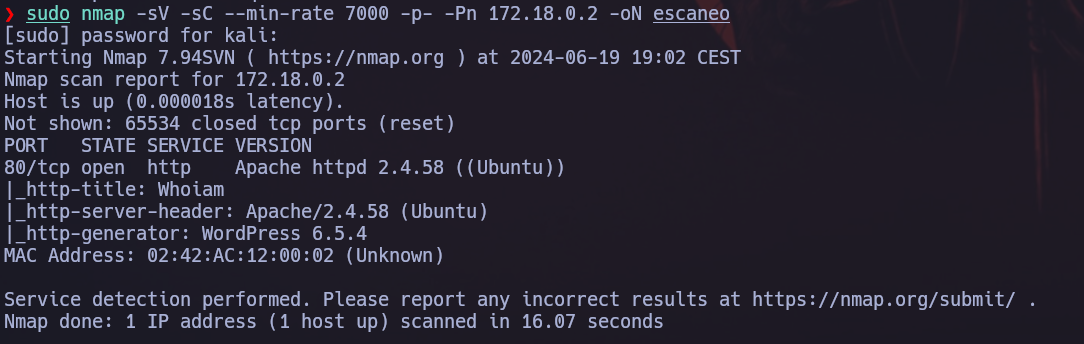 ❯ sudo nmap -sV -sC --min-rate 7000 -p- -Pn 172.18.0.2 -oN escaneo
[sudo] password for kali:
Starting Nmap 7.94SVN ( https://nmap.org ) at 2024-06-19 19:02 CEST
Nmap scan report for 172.18.0.2
Host is up (0.000018s latency).
Not shown: 65534 closed tcp ports (reset)
PORT   STATE SERVICE VERSION
80/tcp open  http    Apache httpd 2.4.58 ((Ubuntu))
|_http-title: Whoiam
|_http-server-header: Apache/2.4.58 (Ubuntu)
|_http-generator: WordPress 6.5.4
MAC Address: 02:42:AC:12:00:02 (Unknown)

Service detection performed. Please report any incorrect results at https://nmap.org/submit/ .
Nmap done: 1 IP address (1 host up) scanned in 16.07 seconds